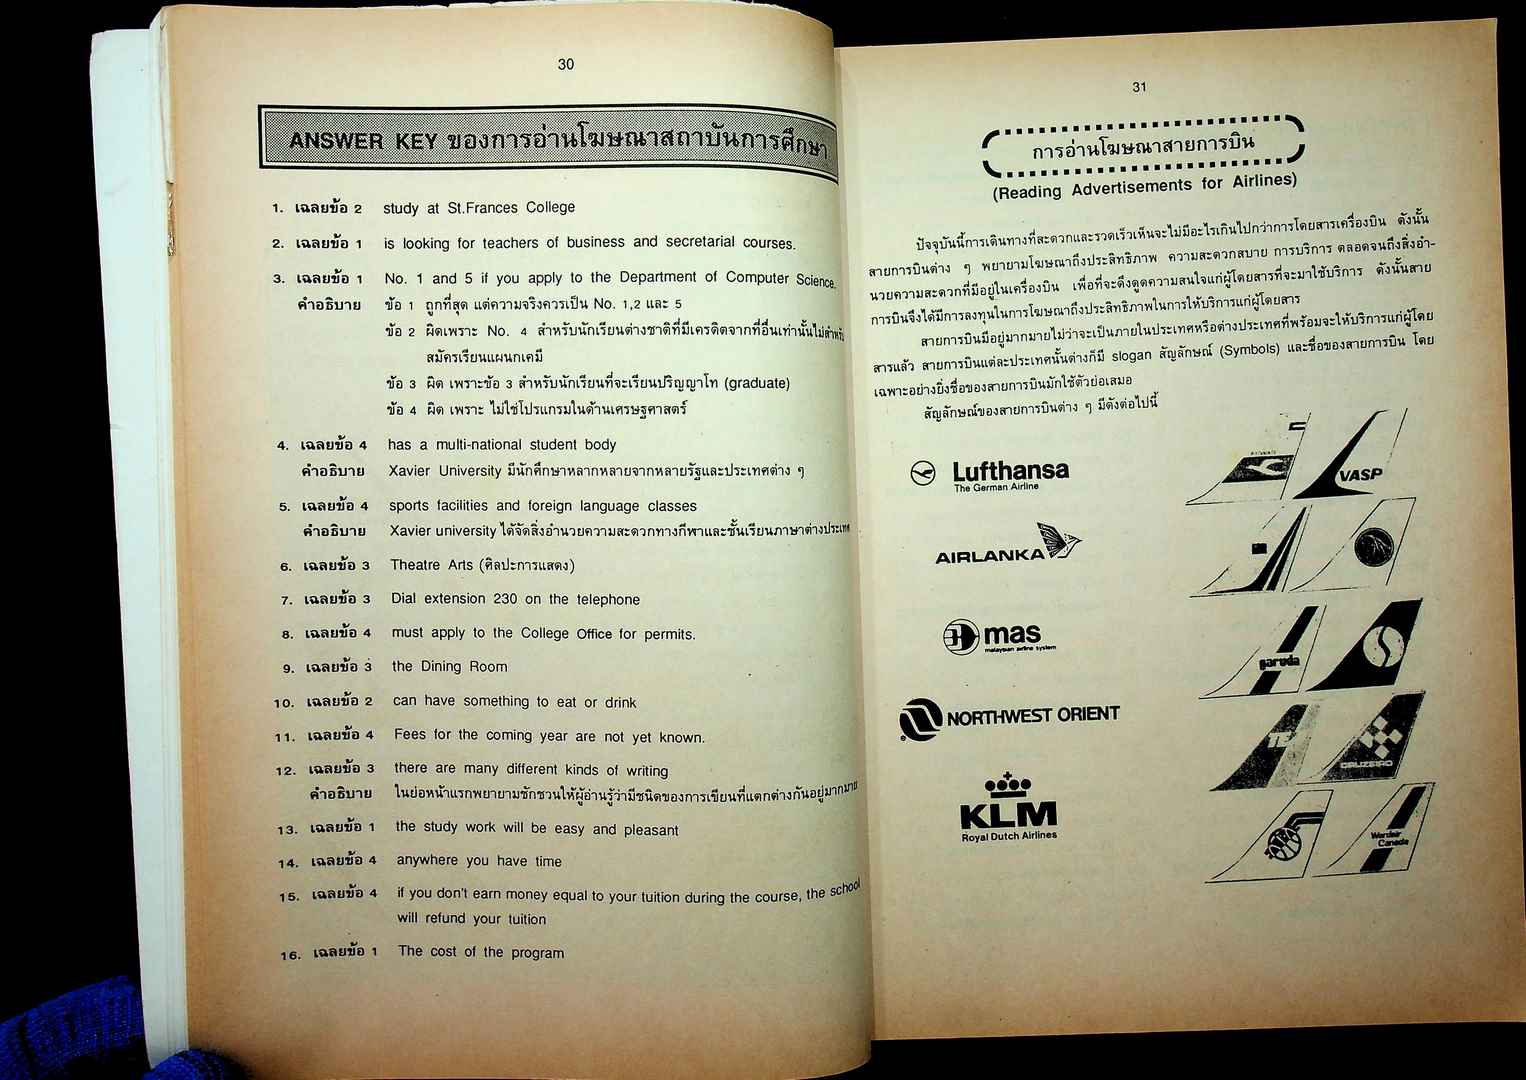 30
ANSWER KEY ของการอ่านโฆษณาสถาบันการศึกษา
1. เฉลยข้อ 2 study at St.Frances College
2. เฉลยข้อ 1 is looking for teachers of business and secretarial courses.
3. เฉลยข้อ 1 No. 1 and 5 if you apply to the Department of Computer Science.
คำอธิบาย ข้อ 1 ถูกที่สุด แต่ความจริงควรเป็น No. 1,2 และ 5
ข้อ 2 ผิดเพราะ No. 4 สำหรับนักเรียนต่างชาติที่มีเครดิตจากที่อื่นเท่านั้นไม่สำหรับ
สมัครเรียนแผนกเคมี
ข้อ 3 ผิด เพราะข้อ 3 สำหรับนักเรียนที่จะเรียนปริญญาโท (graduate)
ข้อ 4 ผิด เพราะ ไม่ใช่โปรแกรมในด้านเศรษฐศาสตร์
4. เฉลยข้อ 4 has a multi-national student body
คำอธิบาย Xavier University มีนักศึกษาหลากหลายจากหลายรัฐและประเทศต่าง ๆ
5. เฉลยข้อ 4 sports facilities and foreign language classes
คำอธิบาย Xavier university ได้จัดสิ่งอำนวยความสะดวกทางกีฬาและชั้นเรียนภาษาต่างประเทศ
6. เฉลยข้อ 3 Theatre Arts (ศิลปะการแสดง)
7. เฉลยข้อ 3 Dial extension 230 on the telephone
8. เฉลยข้อ 4 must apply to the College Office for permits.
9. เฉลยข้อ 3 the Dining Room
10. เฉลยข้อ 2 can have something to eat or drink
11. เฉลยข้อ 4 Fees for the coming year are not yet known.
12. เฉลยข้อ 3 there are many different kinds of writing
คำอธิบาย ในย่อหน้าแรกพยายามชักชวนให้ผู้อ่านรู้ว่ามีชนิดของการเขียนที่แตกต่างกันอยู่มากมาย
13. เฉลยข้อ 1 the study work will be easy and pleasant
14. เฉลยข้อ 4 anywhere you have time
15. เฉลยข้อ 4 if you don't earn money equal to your tuition during the course, the school
will refund your tuition
16. เฉลยข้อ 1 The cost of the program
31
การอ่านโฆษณาสายการบิน
(Reading Advertisements for Airlines)
ปัจจุบันนี้การเดินทางที่สะดวกและรวดเร็วเห็นจะไม่มีอะไรเกินไปกว่าการโดยสารเครื่องบิน ดังนั้น
สายการบินต่าง ๆ พยายามโฆษณาถึงประสิทธิภาพ ความสะดวกสบาย การบริการ ตลอดจนถึงสิ่งอำ-
นวยความสะดวกที่มีอยู่ในเครื่องบิน เพื่อที่จะดึงดูดความสนใจแก่ผู้โดยสารที่จะมาใช้บริการ ดังนั้นสาย
การบินจึงได้มีการลงทุนในการโฆษณาถึงประสิทธิภาพในการให้บริการแก่ผู้โดยสาร
สายการบินมีอยู่มากมายไม่ว่าจะเป็นภายในประเทศหรือต่างประเทศที่พร้อมจะให้บริการแก่ผู้โดย
สารแล้ว สายการบินแต่ละประเทศนั้นต่างก็มี slogan สัญลักษณ์ (Symbols) และชื่อของสายการบิน โดย
เฉพาะอย่างยิ่งชื่อของสายการบินมักใช้ตัวย่อเสมอ
สัญลักษณ์ของสายการบินต่าง ๆ มีดังต่อไปนี้
Lufthansa
The German Airline
VASP
AIRLANKA
mas
malaysian airline system
garuda
NORTHWEST ORIENT
CRUZEIRO
KLM
Royal Dutch Airlines
Wardair
Canada